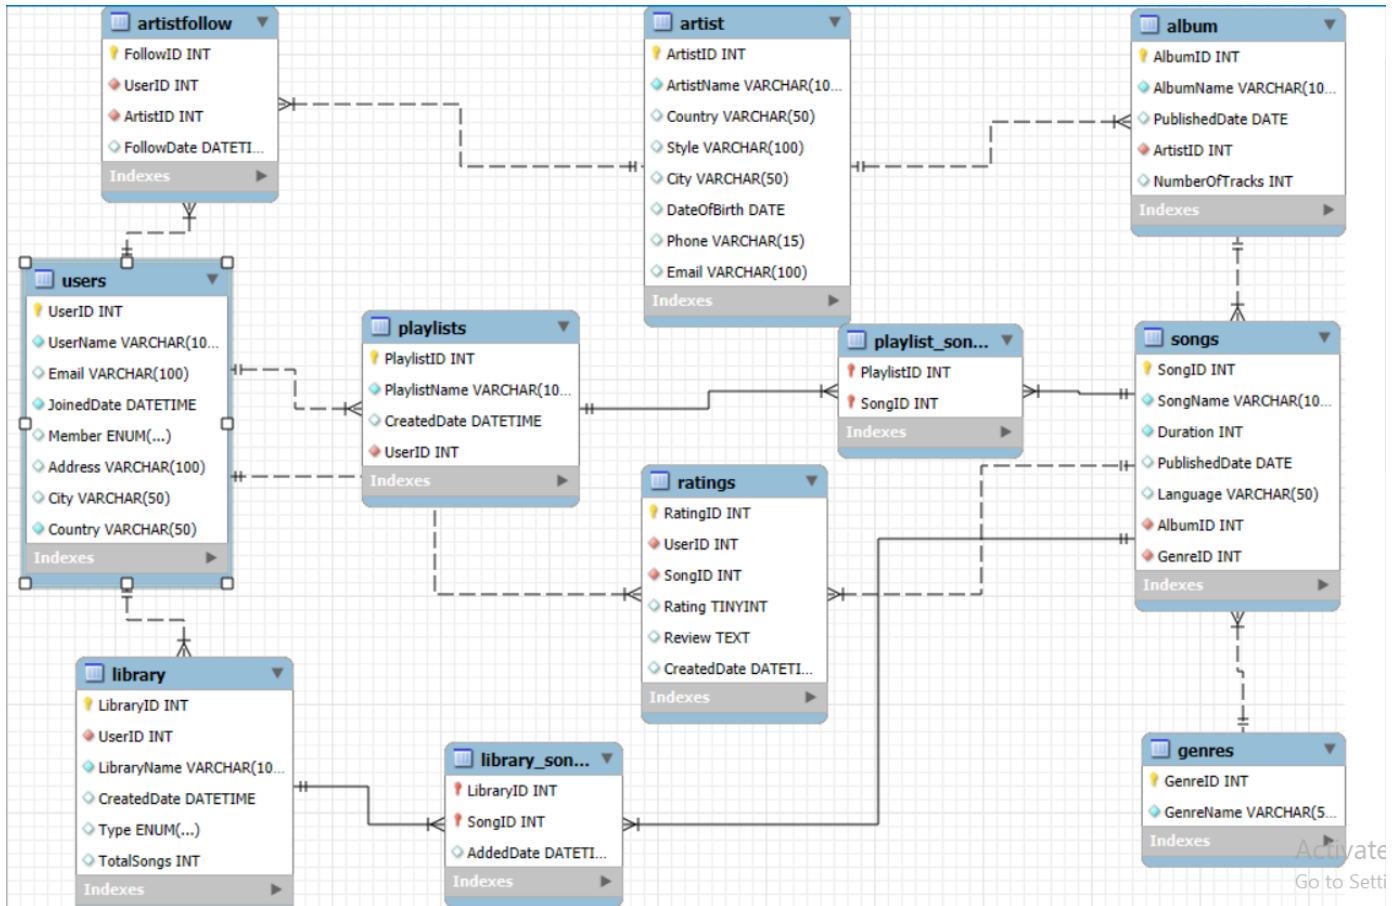 artistfollow
FollowID INT
UserID INT
ArtistID INT
FollowDate DATETI...
Indexes
artist
ArtistID INT
ArtistName VARCHAR(10...
Country VARCHAR(50)
Style VARCHAR(100)
City VARCHAR(50)
DateOfBirth DATE
Phone VARCHAR(15)
Email VARCHAR(100)
Indexes
album
AlbumID INT
AlbumName VARCHAR(10...
PublishedDate DATE
ArtistID INT
NumberOfTracks INT
Indexes
users
UserID INT
UserName VARCHAR(10...
Email VARCHAR(100)
JoinedDate DATETIME
Member ENUM(...)
Address VARCHAR(100)
City VARCHAR(50)
Country VARCHAR(50)
Indexes
playlists
PlaylistID INT
PlaylistName VARCHAR(10...
CreatedDate DATETIME
UserID INT
Indexes
playlist_son...
PlaylistID INT
SongID INT
Indexes
songs
SongID INT
SongName VARCHAR(10...
Duration INT
PublishedDate DATE
Language VARCHAR(50)
AlbumID INT
GenreID INT
Indexes
ratings
RatingID INT
UserID INT
SongID INT
Rating TINYINT
Review TEXT
CreatedDate DATETI...
Indexes
library
LibraryID INT
UserID INT
LibraryName VARCHAR(10...
CreatedDate DATETIME
Type ENUM(...)
TotalSongs INT
Indexes
library_son...
LibraryID INT
SongID INT
AddedDate DATETI...
Indexes
genres
GenreID INT
GenreName VARCHAR(5...
Indexes
Activate
Go to Setti